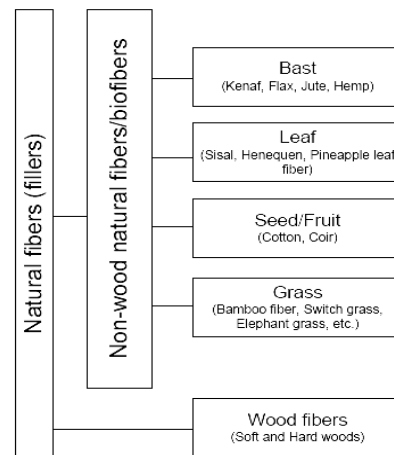 Natural fibers (fillers)
Non-wood natural fibers/biofibers
Bast
(Kenaf, Flax, Jute, Hemp)
Leaf
(Sisal, Henequen, Pineapple leaf
fiber)
Seed/Fruit
(Cotton, Coir)
Grass
(Bamboo fiber, Switch grass,
Elephant grass, etc.)
Wood fibers
(Soft and Hard woods)